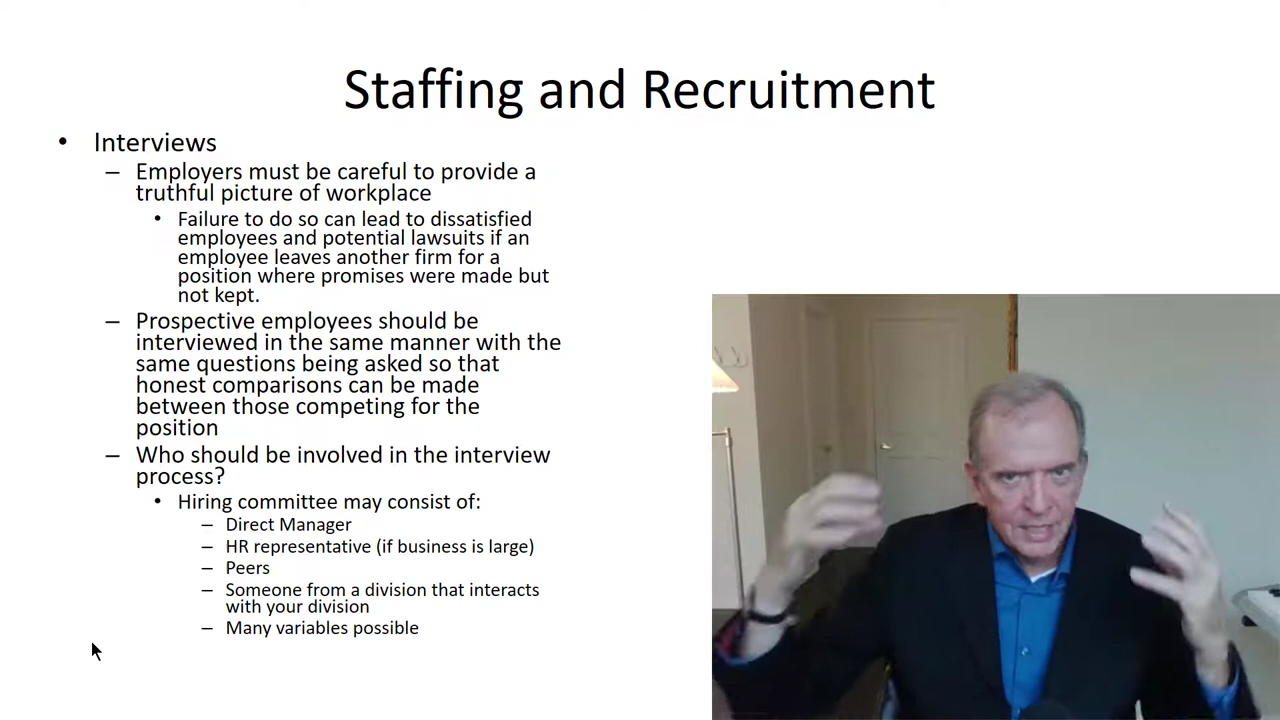 Staffing and Recruitment
• Interviews
– Employers must be careful to provide a
truthful picture of workplace
• Failure to do so can lead to dissatisfied
employees and potential lawsuits if an
employee leaves another firm for a
position where promises were made but
not kept.
– Prospective employees should be
interviewed in the same manner with the
same questions being asked so that
honest comparisons can be made
between those competing for the
position
– Who should be involved in the interview
process?
• Hiring committee may consist of:
– Direct Manager
– HR representative (if business is large)
– Peers
– Someone from a division that interacts
with your division
– Many variables possible